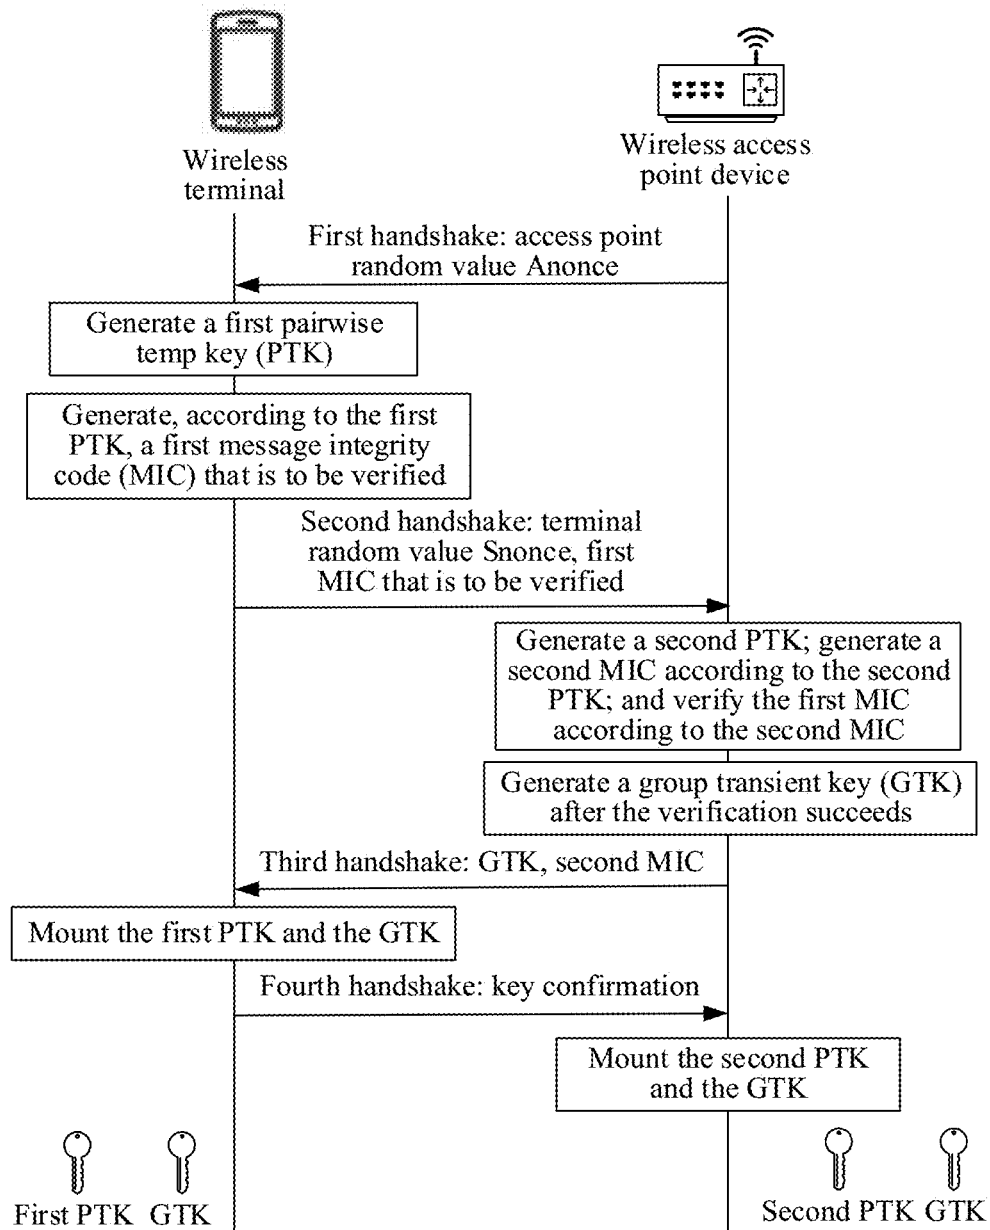 Wireless
terminal
Wireless access
point device
First handshake: access point
random value Anonce
Generate a first pairwise
temp key (PTK)
Generate, according to the first
PTK, a first message integrity
code (MIC) that is to be verified
Second handshake: terminal
random value Snonce, first
MIC that is to be verified
Generate a second PTK; generate a
second MIC according to the second
PTK; and verify the first MIC
according to the second MIC
Generate a group transient key (GTK)
after the verification succeeds
Third handshake: GTK, second MIC
Mount the first PTK and the GTK
Fourth handshake: key confirmation
Mount the second PTK
and the GTK
First PTK GTK
Second PTK GTK